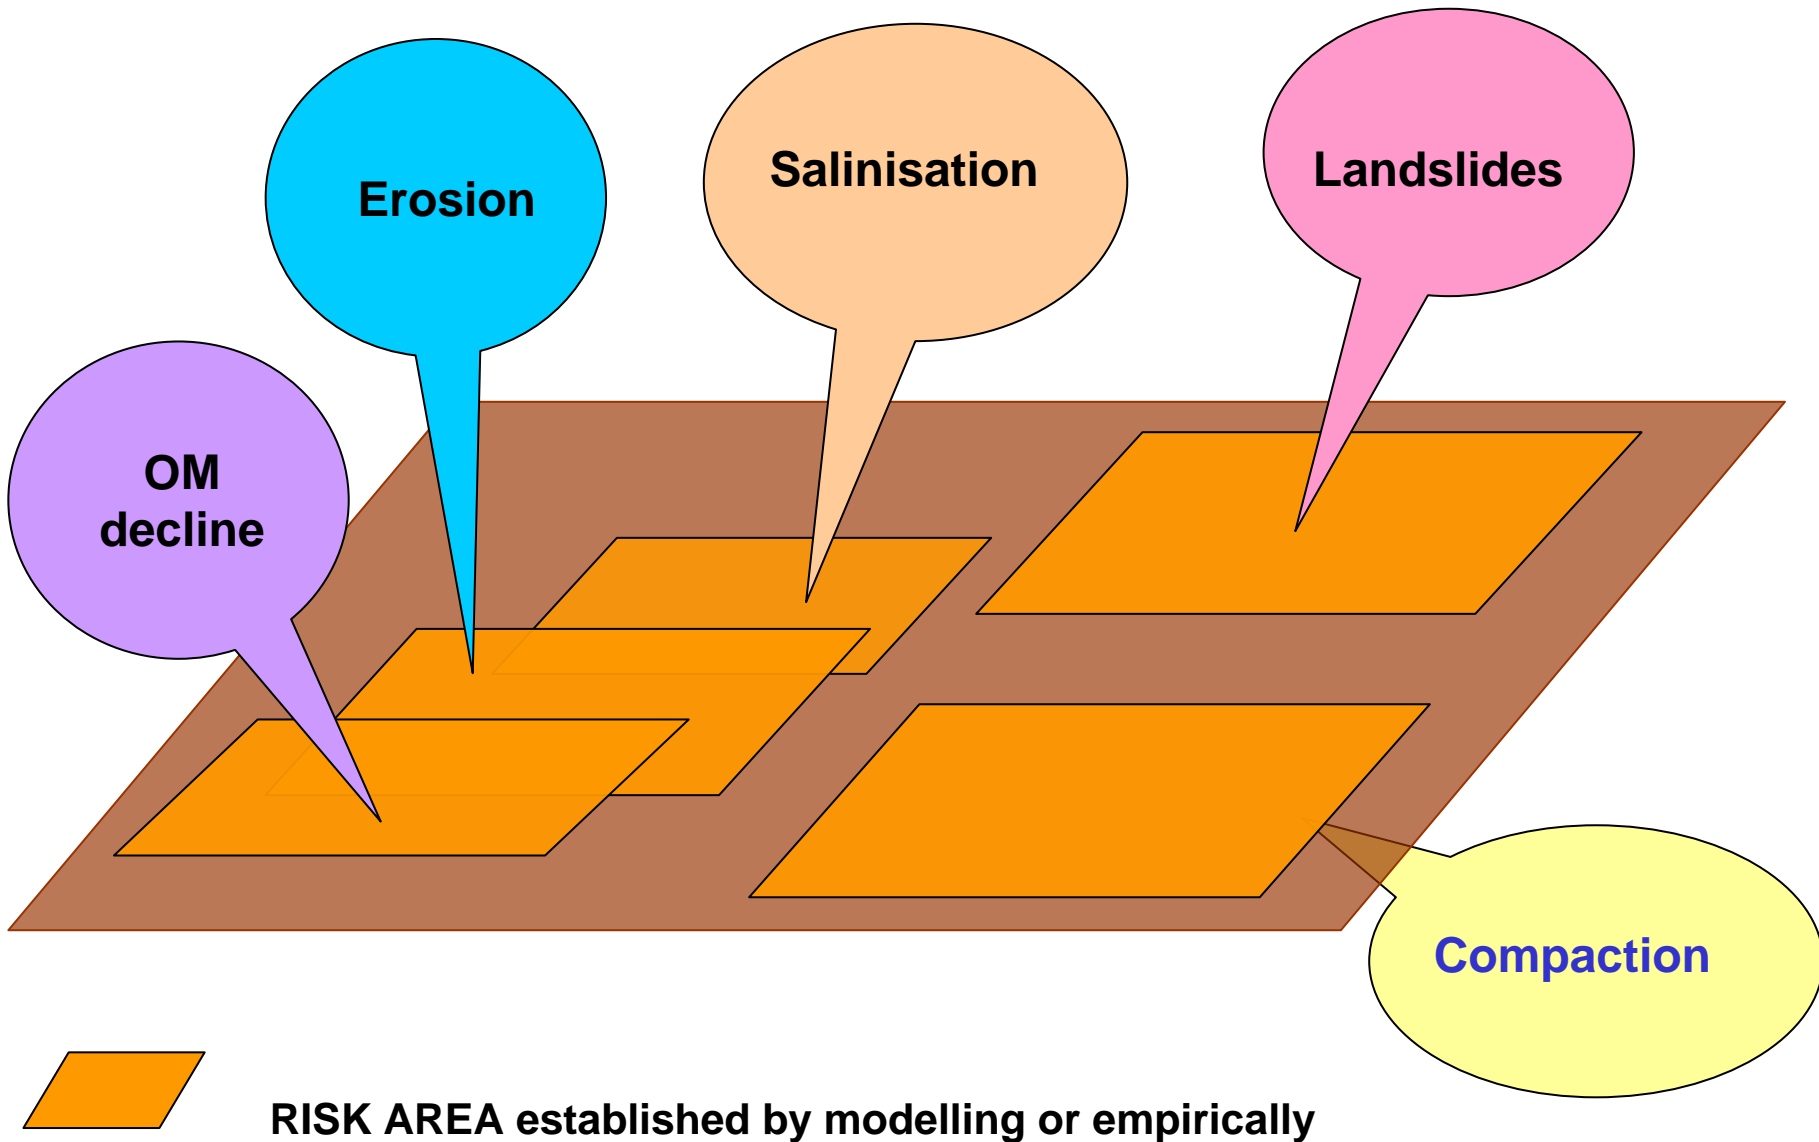 Erosion
Salinisation
Landslides
OM
decline
Compaction
RISK AREA established by modelling or empirically